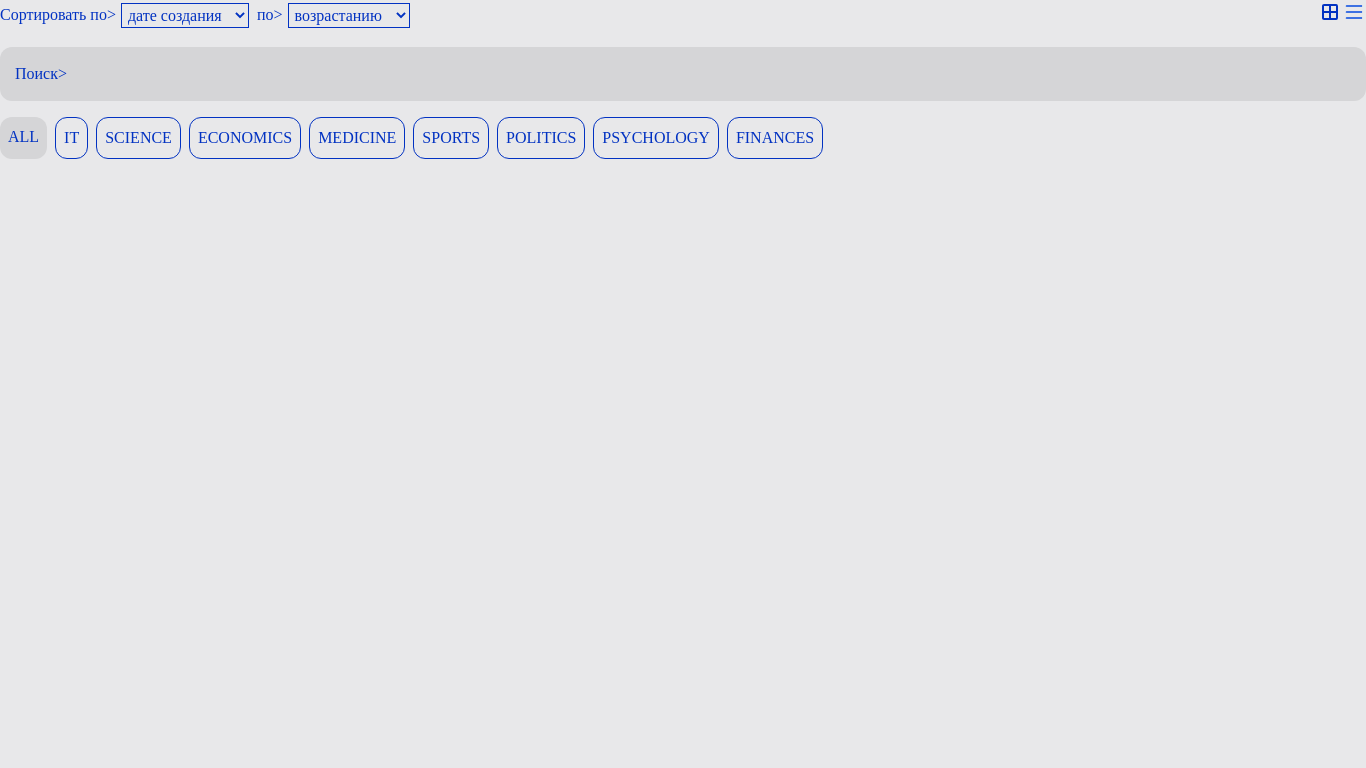 Сортировать по> дате создания по> возрастанию
Поиск>
ALL IT SCIENCE ECONOMICS MEDICINE SPORTS POLITICS PSYCHOLOGY FINANCES